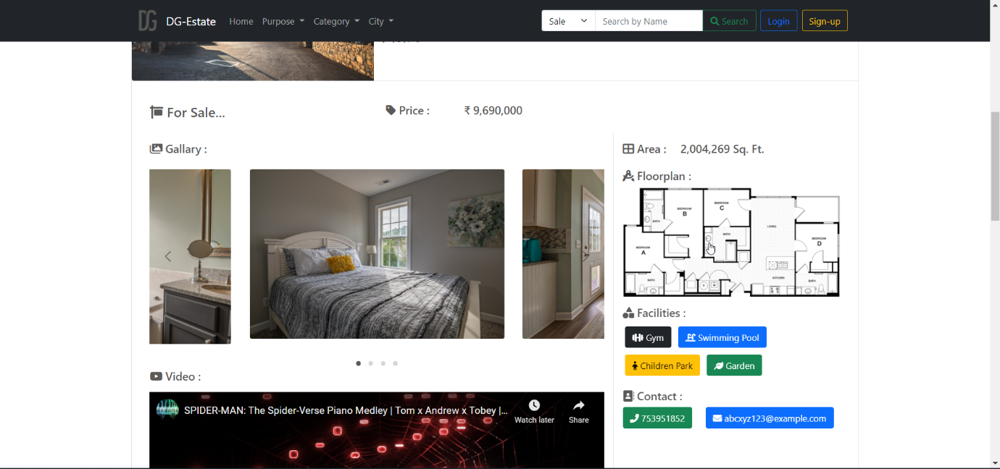 DG DG-Estate Home Purpose Category City Sale Search by Name Search Login Sign-up
For Sale...
Price : ₹ 9,690,000
Gallary :
Video :
SPIDER-MAN: The Spider-Verse Piano Medley | Tom x Andrew x Tobey |...
Watch later
Share
Area : 2,004,269 Sq. Ft.
Floorplan :
BEDROOM
C
BEDROOM
B
BATH
LIVING
BATH
BEDROOM
D
BEDROOM
A
KITCHEN
BATH
BATH
Facilities :
Gym Swimming Pool
Children Park Garden
Contact :
753951852 abcxyz123@example.com